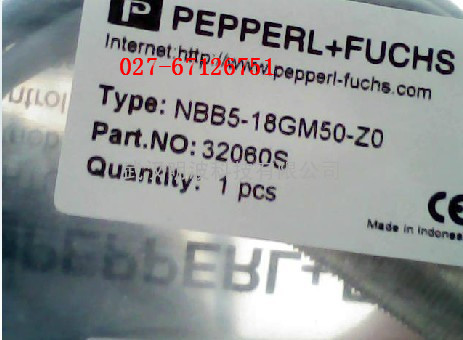 PEPPERL+FUCHS
Internet:http://www.pepperl-fuchs.com
027-67126751
Type: NBB5-18GM50-Z0
Part.NO: 32060S
Quantity: 1 pcs
CE
Made in Indones
PEPPERL+